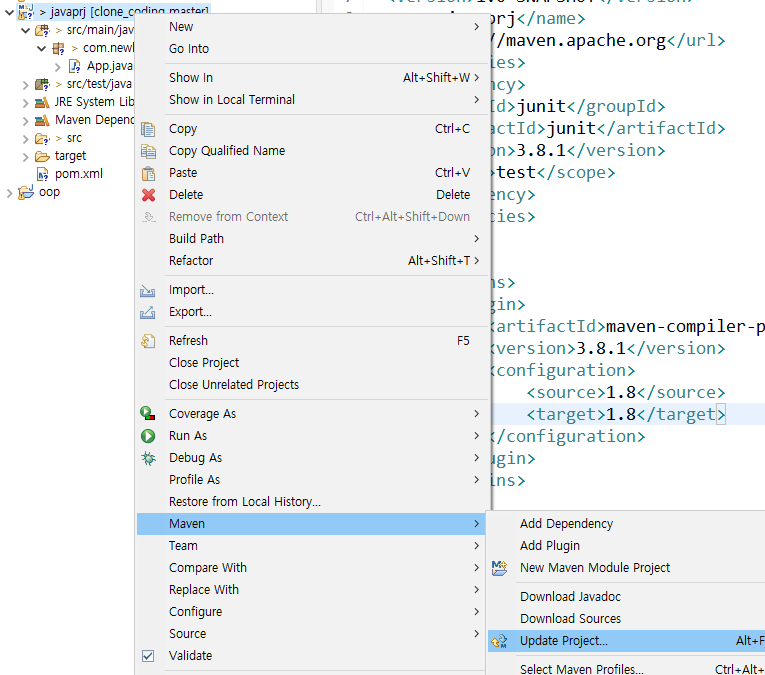 > javaprj [clone_coding master]
> src/main/jav
> com.newl
App.java
> src/test/java
JRE System Lib
Maven Depend
> src
target
pom.xml
oop
New
Go Into
Show In Alt+Shift+W >
Show in Local Terminal
Copy Ctrl+C
Copy Qualified Name
Paste Ctrl+V
Delete Delete
Remove from Context Ctrl+Alt+Shift+Down
Build Path
Refactor Alt+Shift+T >
Import...
Export...
Refresh F5
Close Project
Close Unrelated Projects
Coverage As
Run As
Debug As
Profile As
Restore from Local History...
Maven
Team
Compare With
Replace With
Configure
Source
Validate
Add Dependency
Add Plugin
New Maven Module Project
Download Javadoc
Download Sources
Update Project... Alt+F
Select Maven Profiles... Ctrl+Alt+
prj</name>
//maven.apache.org</url>
ies>
ncy>
Id>junit</groupId>
actId>junit</artifactId>
on>3.8.1</version>
>test</scope>
ency>
cies>
ns>
gin>
<artifactId>maven-compiler-p
<version>3.8.1</version>
<configuration>
<source>1.8</source>
<target>1.8</target>
</configuration>
ugin>
ins>